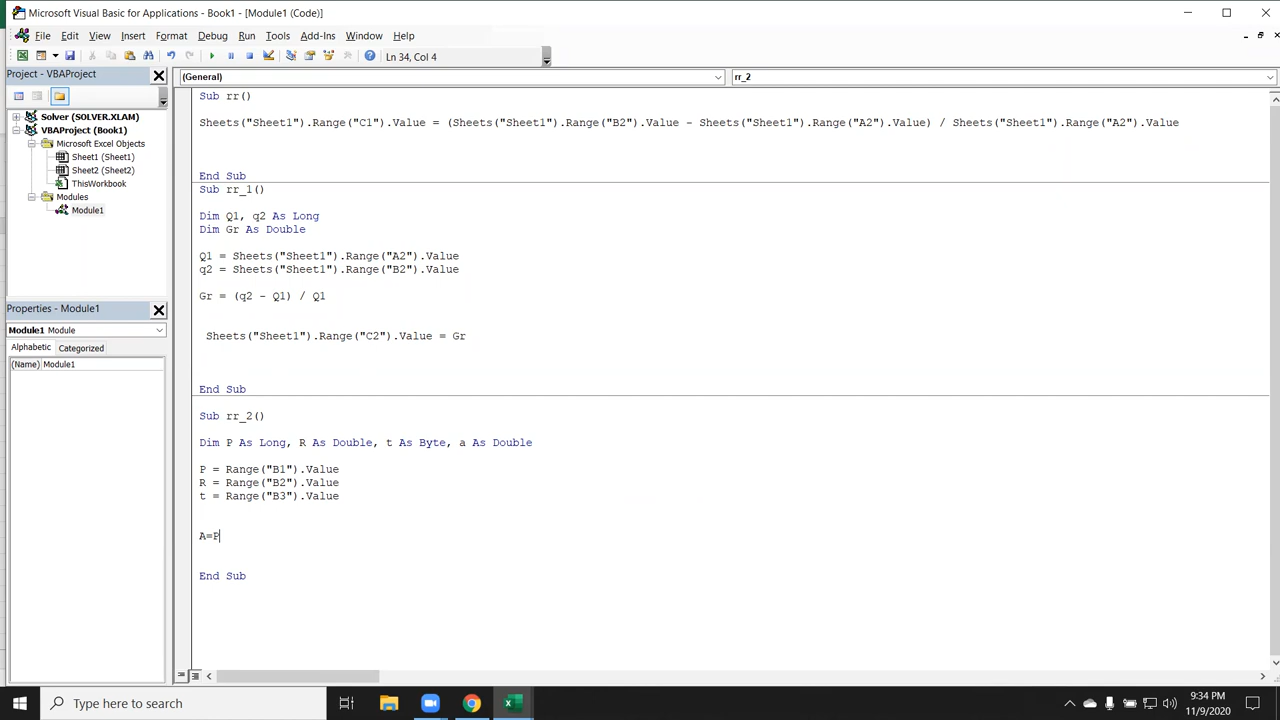 Microsoft Visual Basic for Applications - Book1 - [Module1 (Code)]
File Edit View Insert Format Debug Run Tools Add-Ins Window Help
Ln 34, Col 4
Project - VBAProject
(General)
rr_2
Solver (SOLVER.XLAM)
VBAProject (Book1)
Microsoft Excel Objects
Sheet1 (Sheet1)
Sheet2 (Sheet2)
ThisWorkbook
Modules
Module1
Properties - Module1
Module1 Module
Alphabetic Categorized
(Name) Module1
Sub rr()
Sheets("Sheet1").Range("C1").Value = (Sheets("Sheet1").Range("B2").Value - Sheets("Sheet1").Range("A2").Value) / Sheets("Sheet1").Range("A2").Value
End Sub
Sub rr_1()
Dim Q1, q2 As Long
Dim Gr As Double
Q1 = Sheets("Sheet1").Range("A2").Value
q2 = Sheets("Sheet1").Range("B2").Value
Gr = (q2 - Q1) / Q1
Sheets("Sheet1").Range("C2").Value = Gr
End Sub
Sub rr_2()
Dim P As Long, R As Double, t As Byte, a As Double
P = Range("B1").Value
R = Range("B2").Value
t = Range("B3").Value
A=P
End Sub
Type here to search
9:34 PM
11/9/2020